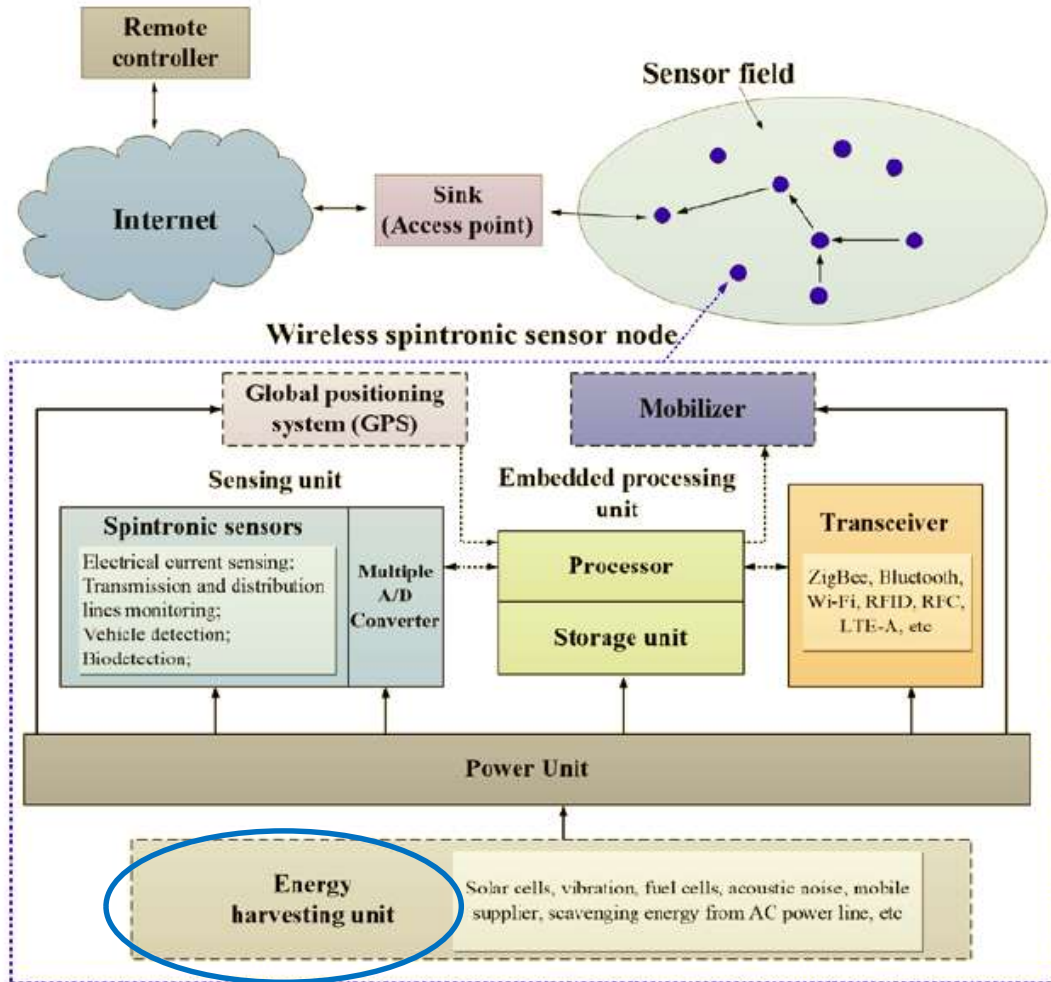 Remote
controller
Sensor field
Internet
Sink
(Access point)
Wireless spintronic sensor node
Global positioning
system (GPS)
Mobilizer
Sensing unit
Embedded processing
unit
Spintronic sensors
Electrical current sensing;
Transmission and distribution
lines monitoring;
Vehicle detection;
Biodetection;
Multiple
A/D
Converter
Processor
Storage unit
Transceiver
ZigBee, Bluetooth,
Wi-Fi, RFID, RFC,
LTE-A, etc
Power Unit
Energy
harvesting unit
Solar cells, vibration, fuel cells, acoustic noise, mobile
supplier, scavenging energy from AC power line, etc